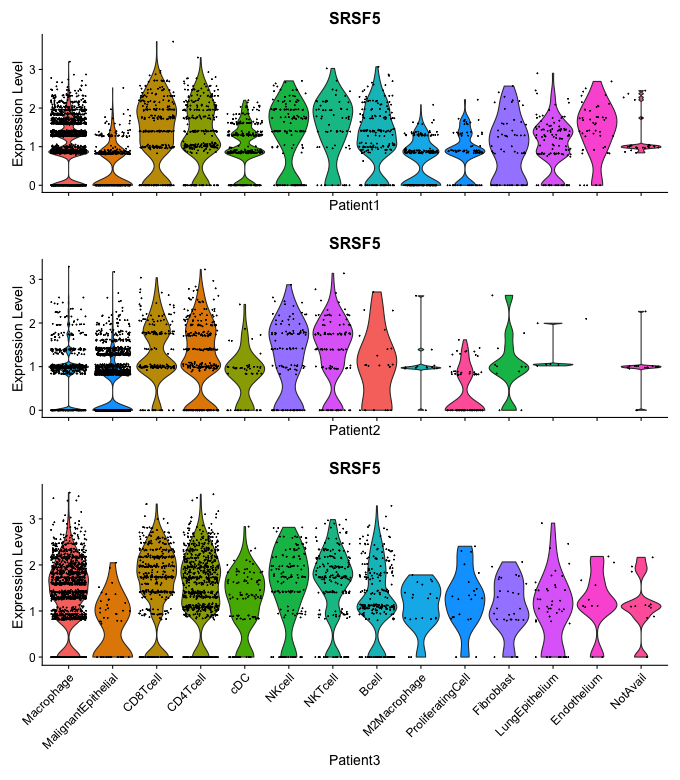 SRSF5
Expression Level
3
2
1
0
Patient1
SRSF5
Expression Level
3
2
1
0
Patient2
SRSF5
Expression Level
3
2
1
0
Macrophage
MalignantEpithelial
CD8Tcell
CD4Tcell
cDC
NKcell
NKTcell
Bcell
M2Macrophage
ProliferatingCell
Fibroblast
LungEpithelium
Endothelium
NotAvail
Patient3